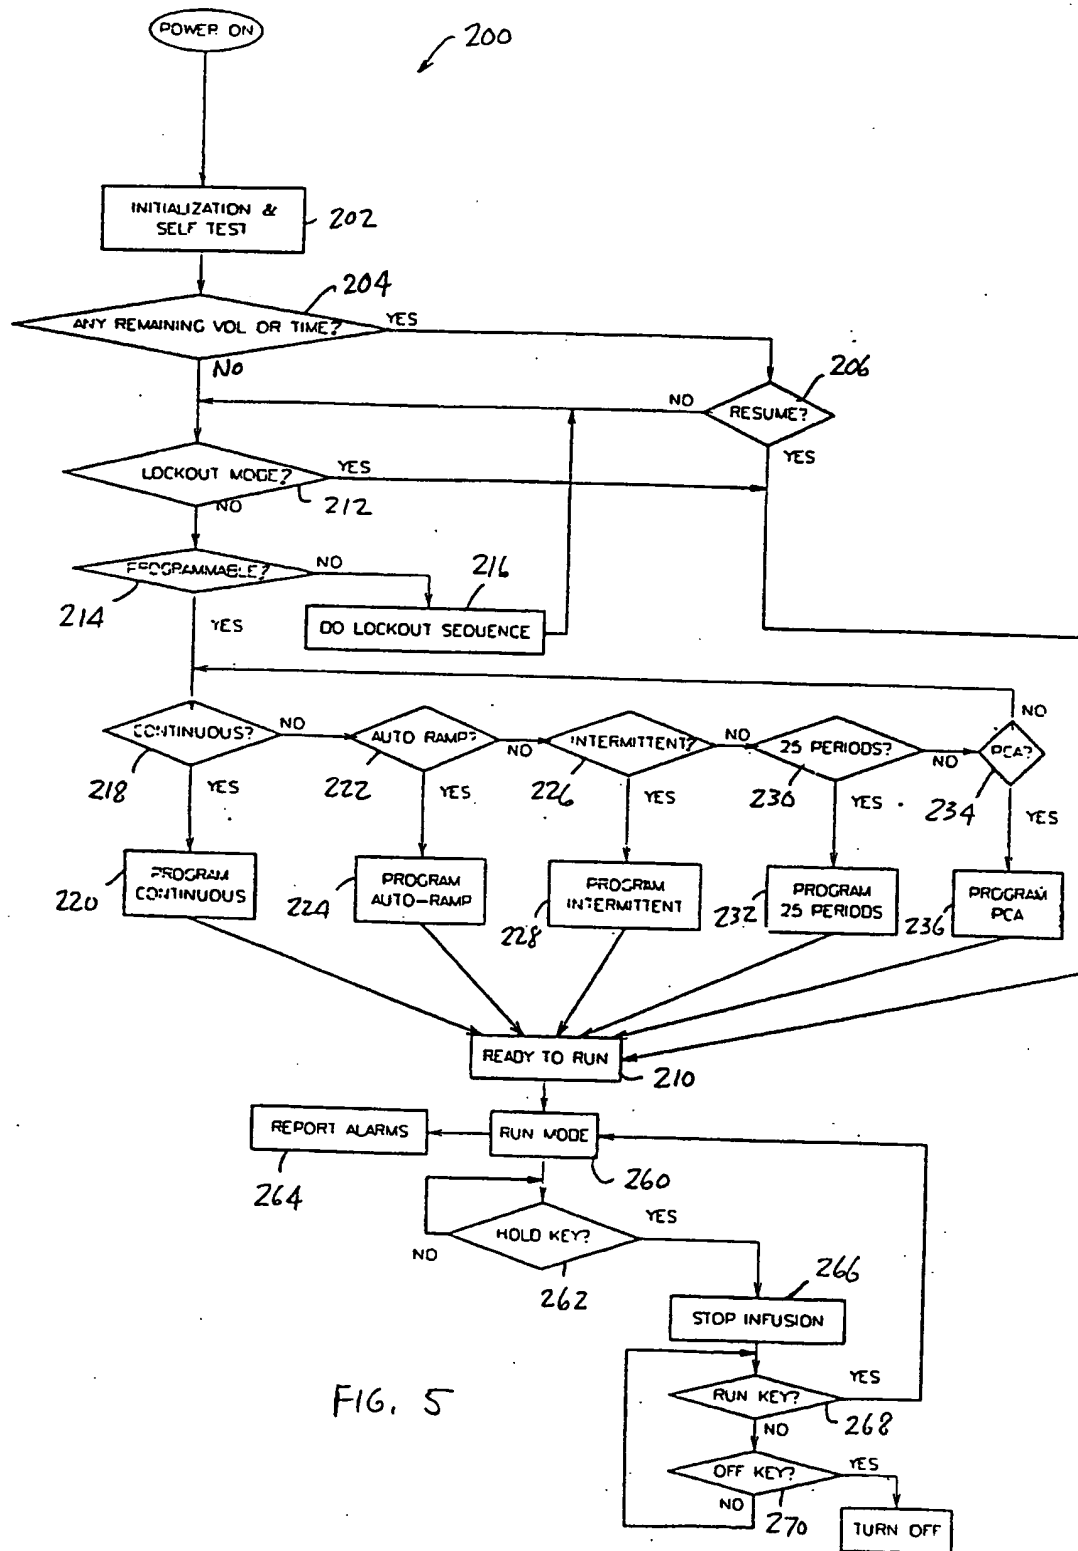 POWER ON
200
INITIALIZATION &
SELF TEST
202
204
ANY REMAINING VOL OR TIME?
YES
No
206
NO
RESUME?
YES
LOCKOUT MODE?
YES
212
NO
PROGRAMMABLE?
NO
214
216
YES
DO LOCKOUT SEQUENCE
NO
CONTINUOUS?
NO
AUTO RAMP?
NO
INTERMITTENT?
NO
25 PERIODS?
NO
PCA?
218
YES
222
YES
226
YES
230
YES
234
YES
PROGRAM
CONTINUOUS
220
PROGRAM
AUTO-RAMP
224
PROGRAM
INTERMITTENT
228
PROGRAM
25 PERIODS
232
PROGRAM
PCA
236
READY TO RUN
210
REPORT ALARMS
RUN MODE
264
260
HOLD KEY?
YES
NO
262
266
STOP INFUSION
RUN KEY?
YES
268
NO
OFF KEY?
YES
NO
270
TURN OFF
FIG. 5